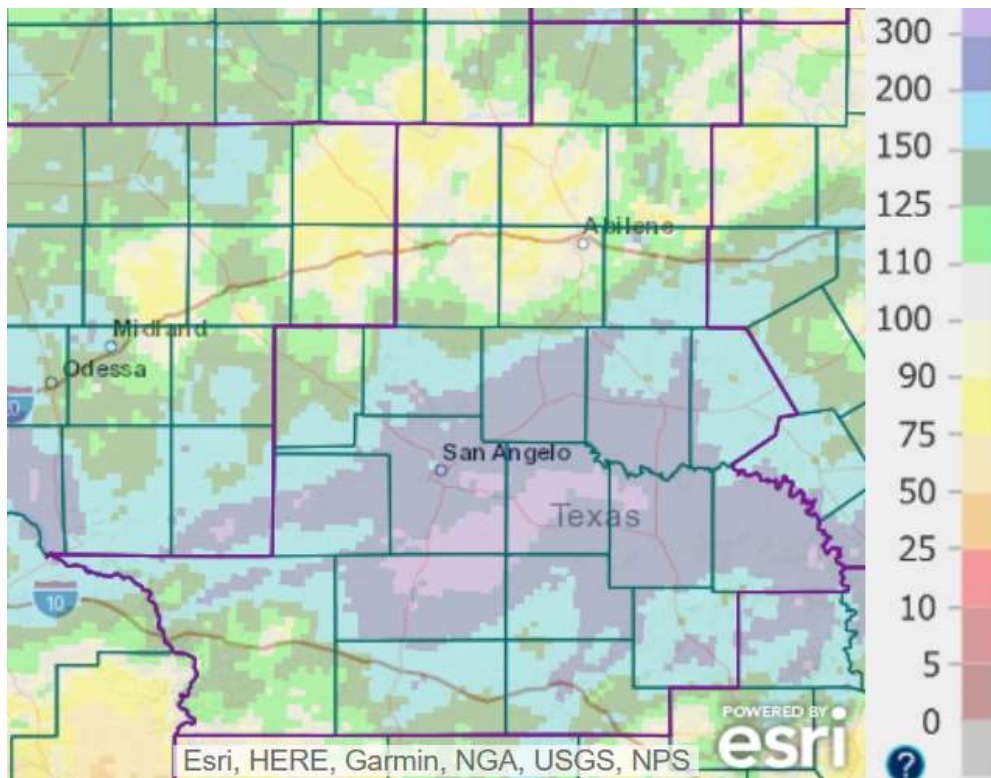 300
200
150
125
110
100
90
75
50
25
10
5
0
Abilene
Midland
Odessa
San Angelo
Texas
10
POWERED BY
esri
Esri, HERE, Garmin, NGA, USGS, NPS
?